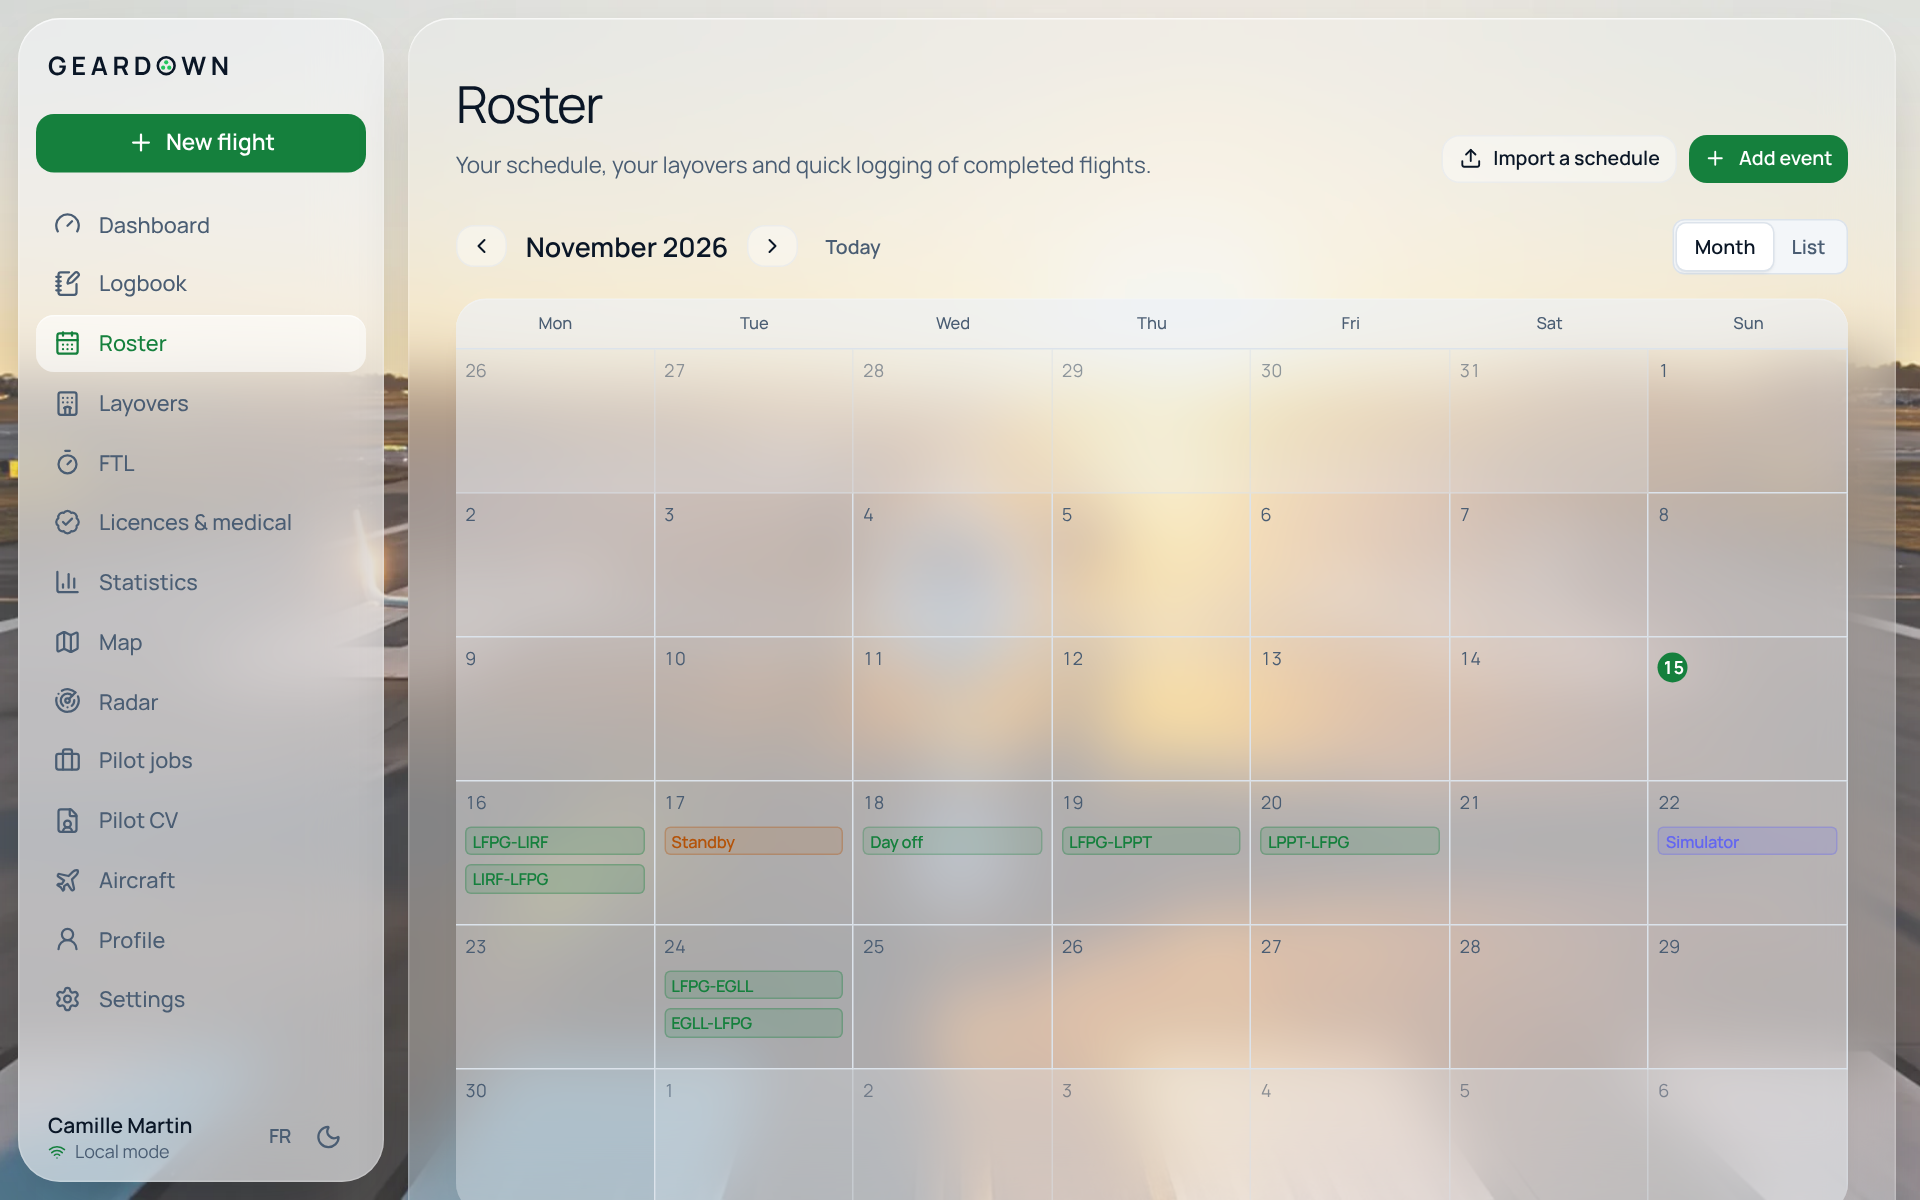 GEARDOWN
New flight
Dashboard
Logbook
Roster
Layovers
FTL
Licences & medical
Statistics
Map
Radar
Pilot jobs
Pilot CV
Aircraft
Profile
Settings
Camille Martin
Local mode
FR
Roster
Your schedule, your layovers and quick logging of completed flights.
Import a schedule
Add event
November 2026
Today
Month
List
Mon Tue Wed Thu Fri Sat Sun
26 27 28 29 30 31 1
2 3 4 5 6 7 8
9 10 11 12 13 14 15
16 17 18 19 20 21 22
LFPG-LIRF Standby Day off LFPG-LPPT LPPT-LFPG Simulator
LIRF-LFPG
23 24 25 26 27 28 29
LFPG-EGLL
EGLL-LFPG
30 1 2 3 4 5 6